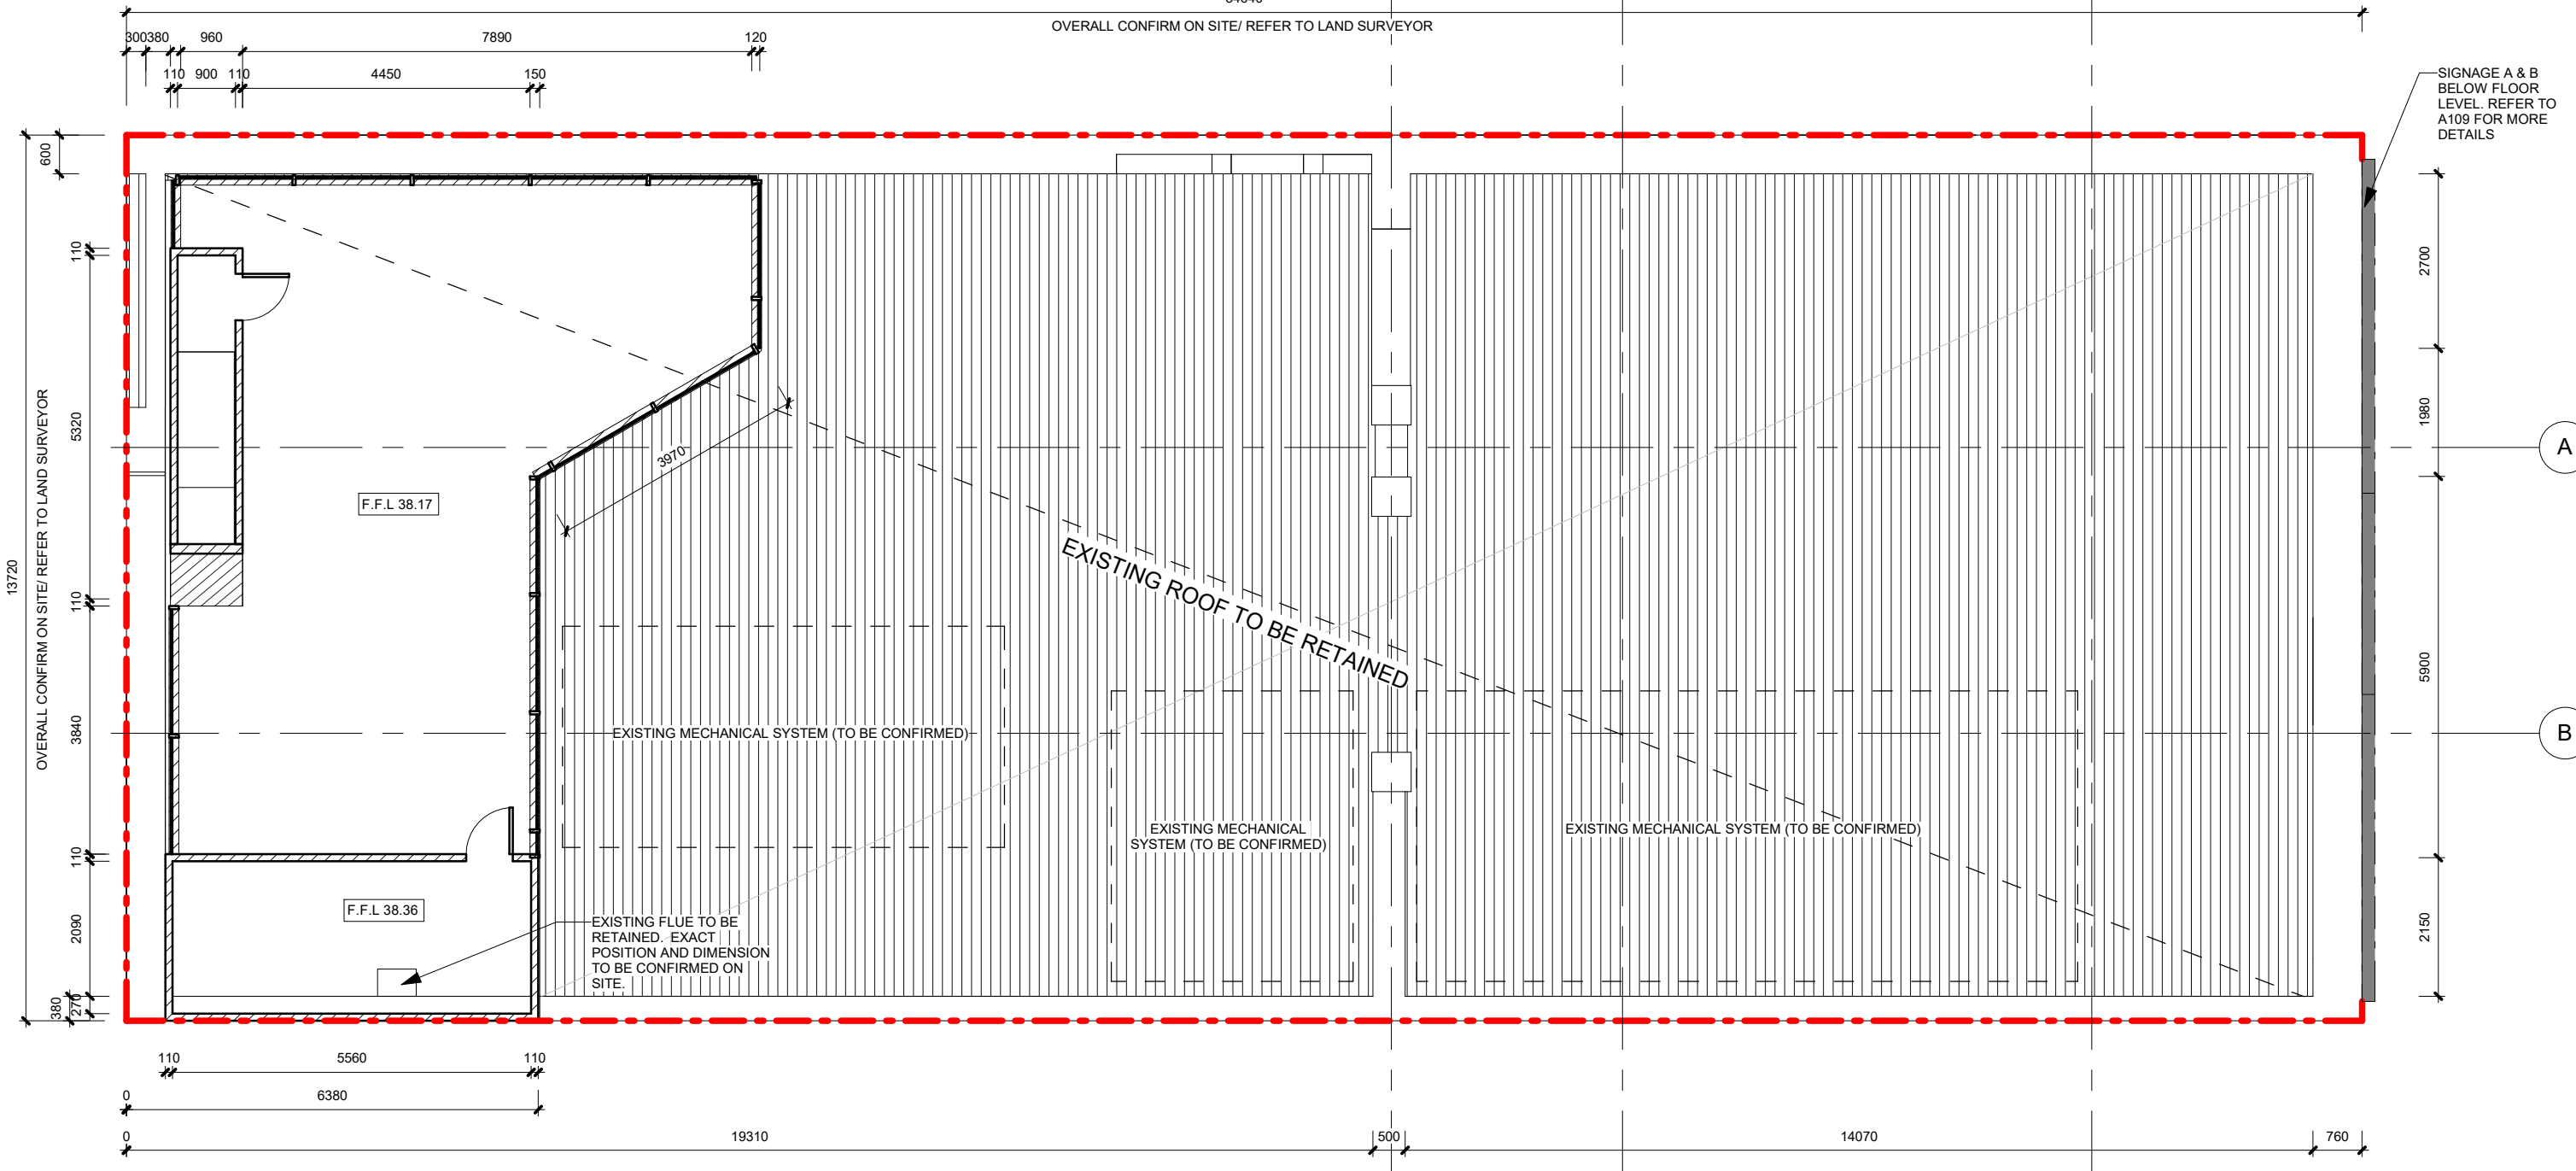 OVERALL CONFIRM ON SITE/ REFER TO LAND SURVEYOR
300 380 960 7890 120
110 900 110 4450 150
SIGNAGE A & B
BELOW FLOOR
LEVEL. REFER TO
A109 FOR MORE
DETAILS
13720
OVERALL CONFIRM ON SITE/ REFER TO LAND SURVEYOR
600
110
5320
110
3840
110
2090
270
380
F.F.L 38.17
3970
EXISTING ROOF TO BE RETAINED
EXISTING MECHANICAL SYSTEM (TO BE CONFIRMED)
EXISTING MECHANICAL
SYSTEM (TO BE CONFIRMED)
EXISTING MECHANICAL SYSTEM (TO BE CONFIRMED)
F.F.L 38.36
EXISTING FLUE TO BE
RETAINED. EXACT
POSITION AND DIMENSION
TO BE CONFIRMED ON
SITE.
2700
1980
5900
2150
A
B
110 5560 110
0 6380
0 19310 500 14070 760